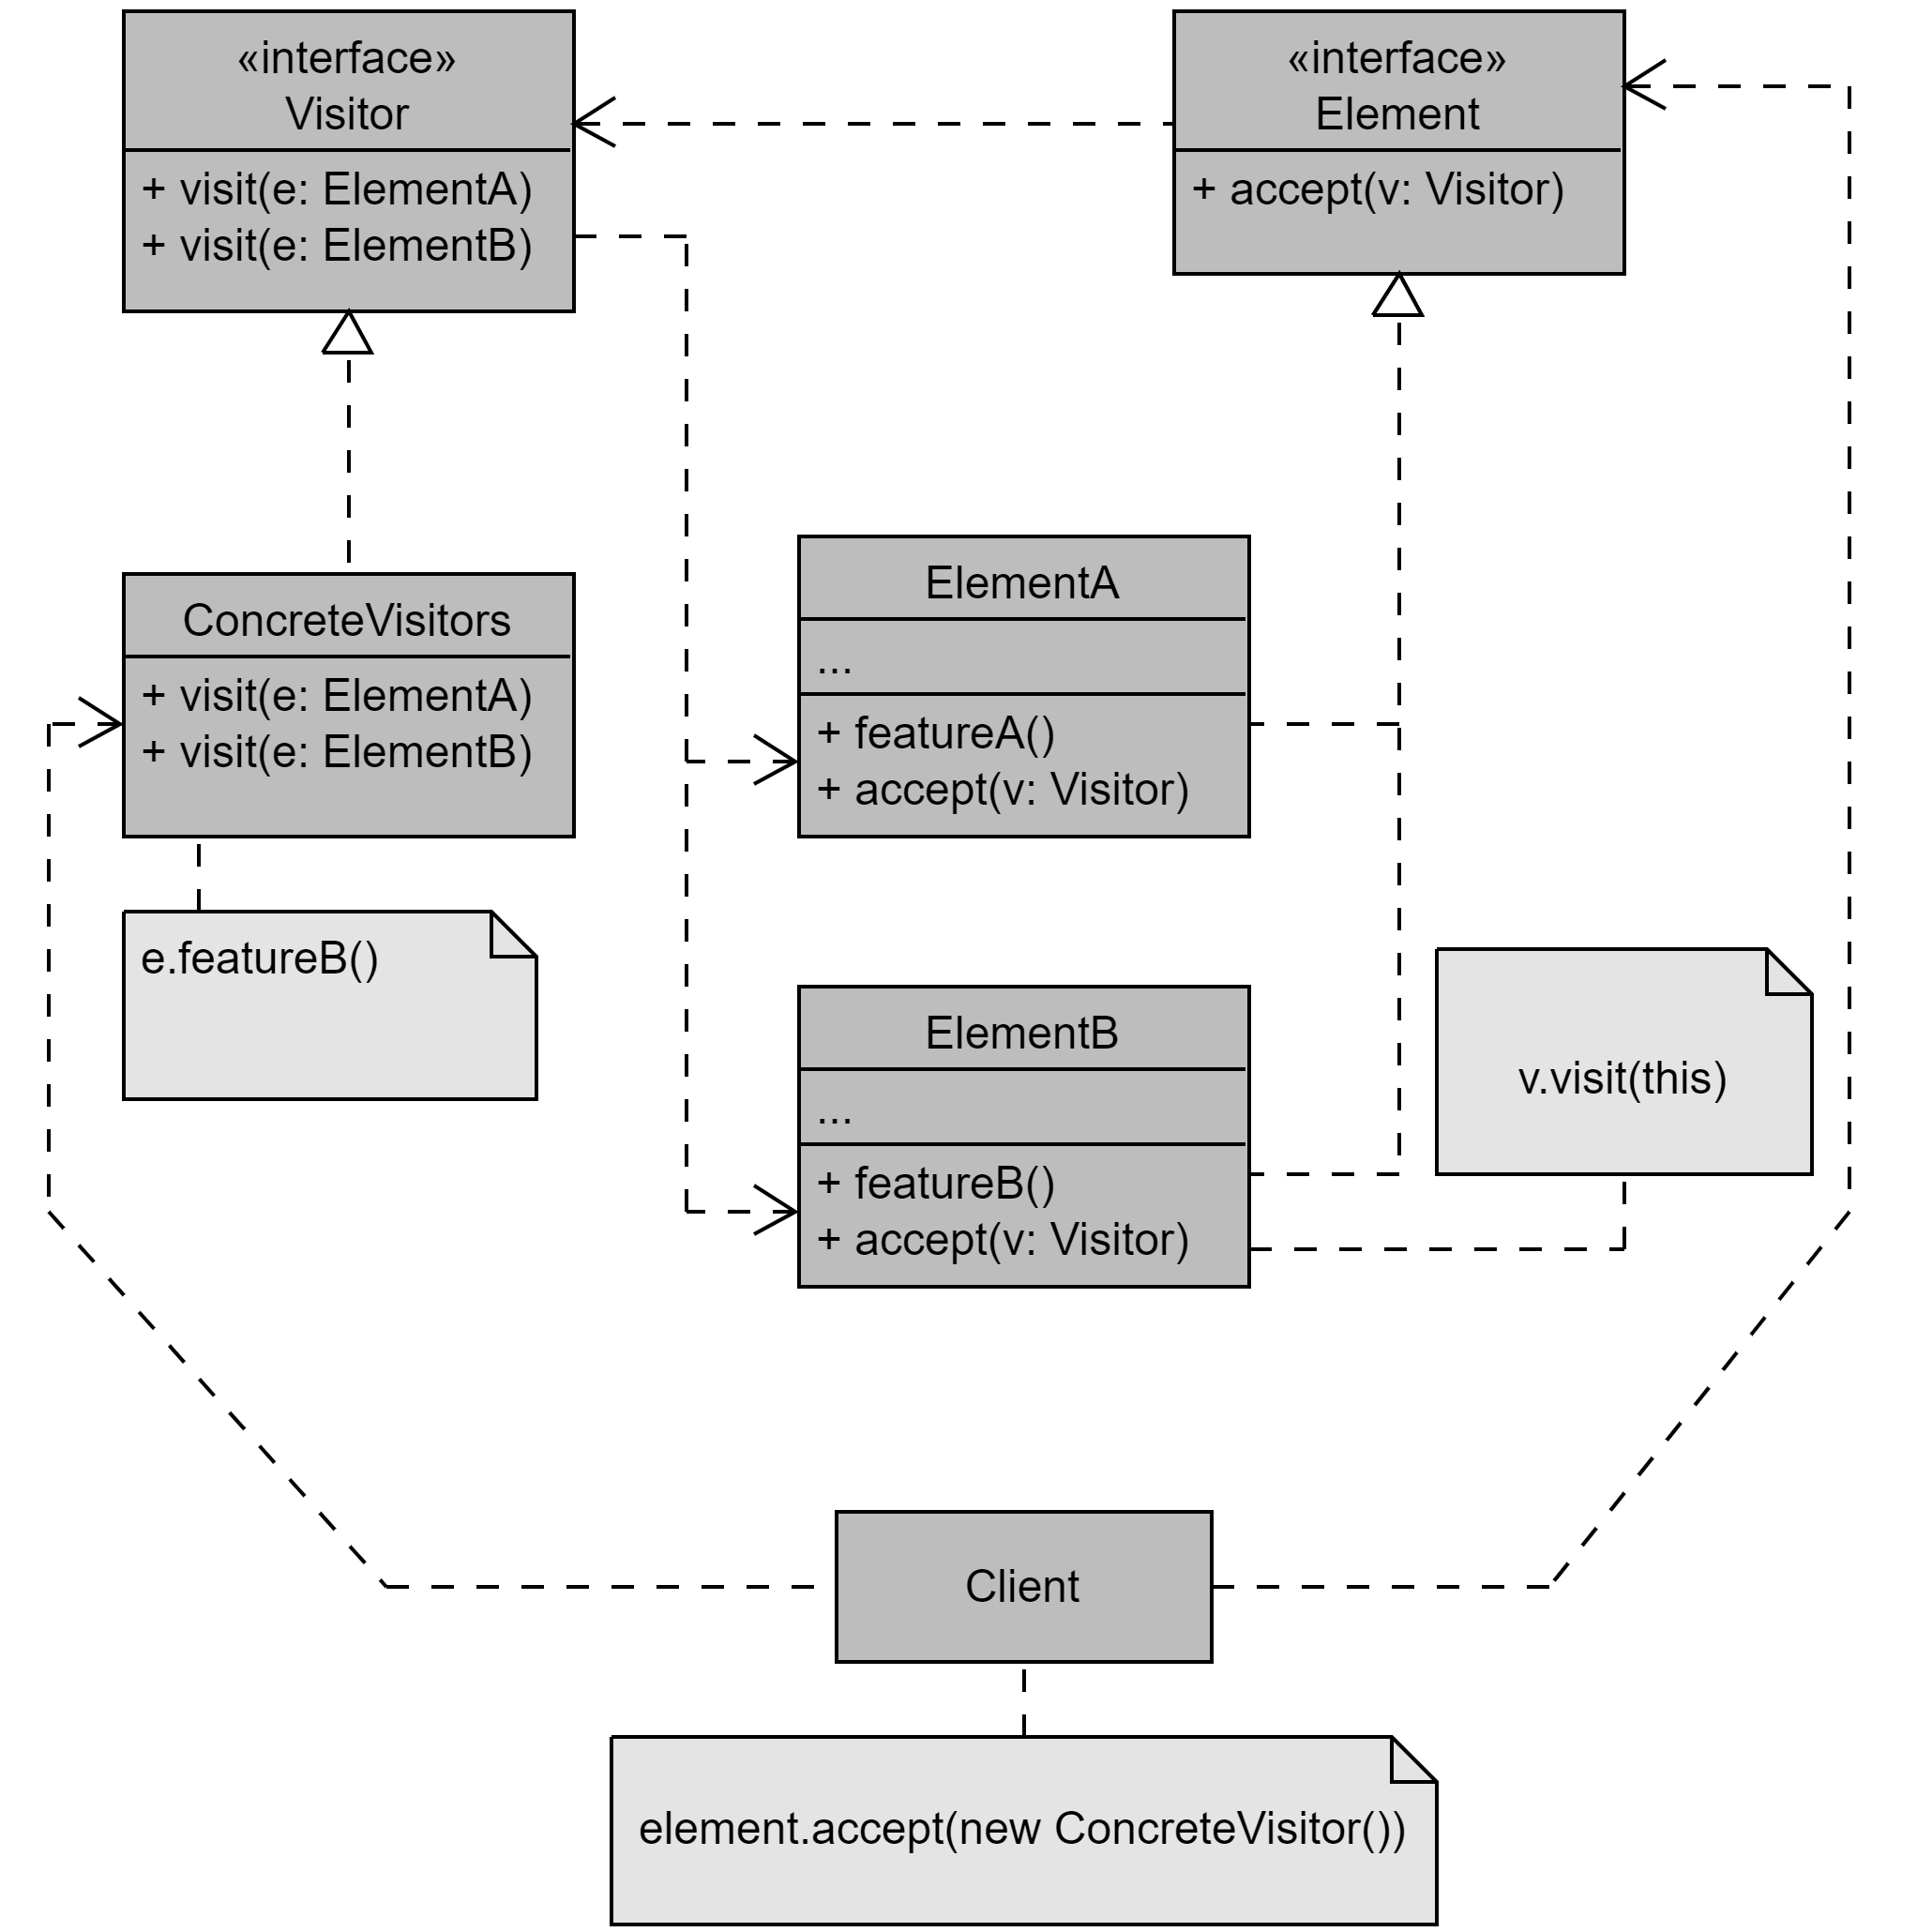 «interface»
Visitor
+ visit(e: ElementA)
+ visit(e: ElementB)
«interface»
Element
+ accept(v: Visitor)
ConcreteVisitors
+ visit(e: ElementA)
+ visit(e: ElementB)
e.featureB()
ElementA
...
+ featureA()
+ accept(v: Visitor)
ElementB
...
+ featureB()
+ accept(v: Visitor)
v.visit(this)
Client
element.accept(new ConcreteVisitor())